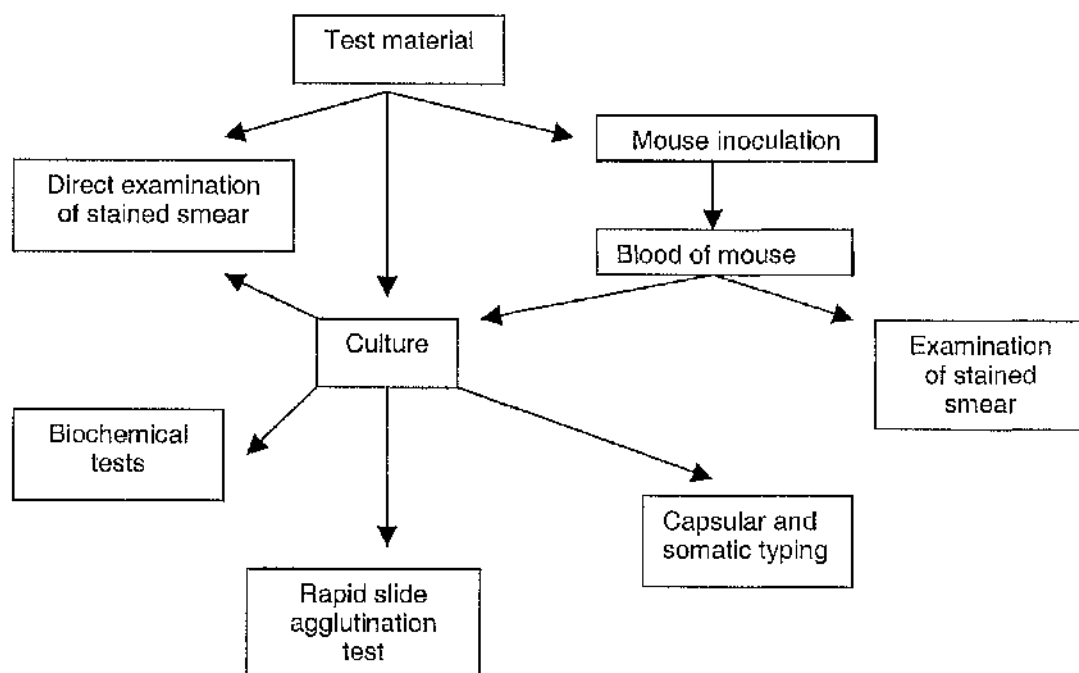 Test material
Mouse inoculation
Direct examination
of stained smear
Blood of mouse
Culture
Examination
of stained
smear
Biochemical
tests
Capsular and
somatic typing
Rapid slide
agglutination
test